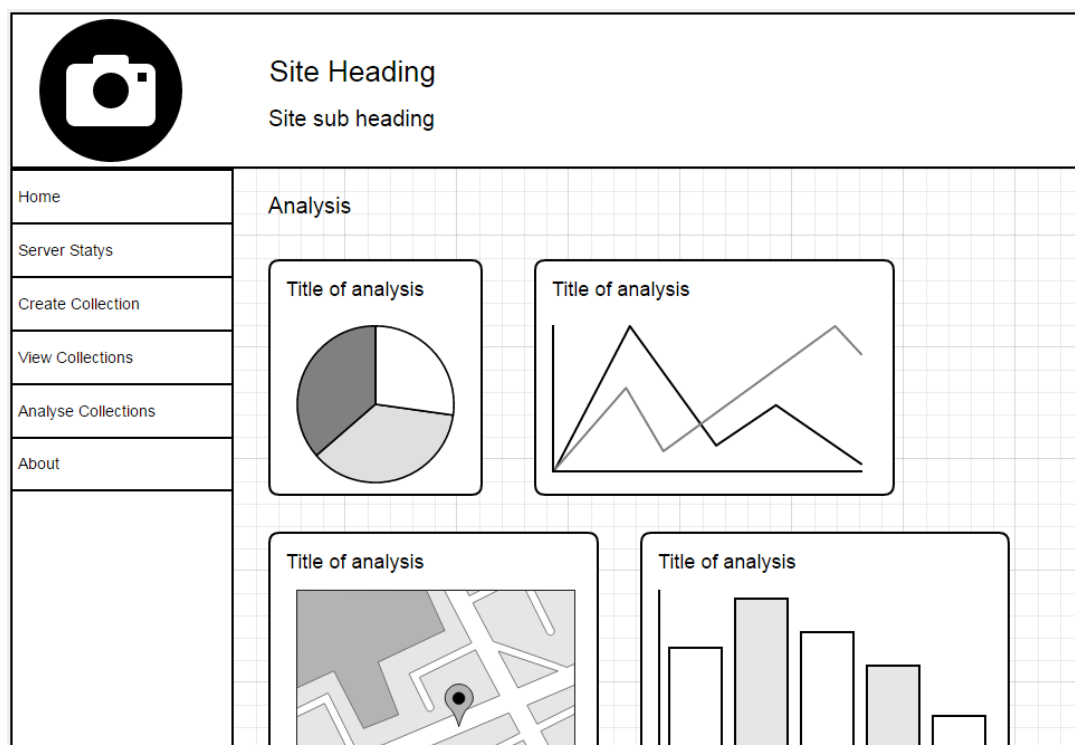 Site Heading
Site sub heading
Home
Server Statys
Create Collection
View Collections
Analyse Collections
About
Analysis
Title of analysis
Title of analysis
Title of analysis
Title of analysis